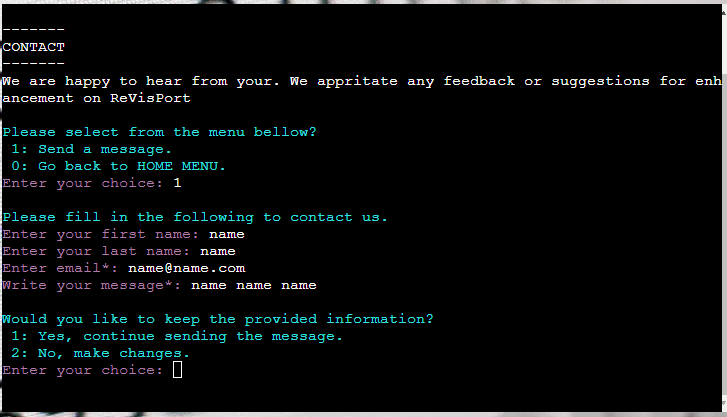 -------
CONTACT
-------
We are happy to hear from your. We appritate any feedback or suggestions for enh
ancement on ReVisPort
Please select from the menu bellow?
1: Send a message.
0: Go back to HOME MENU.
Enter your choice: 1
Please fill in the following to contact us.
Enter your first name: name
Enter your last name: name
Enter email*: name@name.com
Write your message*: name name name
Would you like to keep the provided information?
1: Yes, continue sending the message.
2: No, make changes.
Enter your choice: